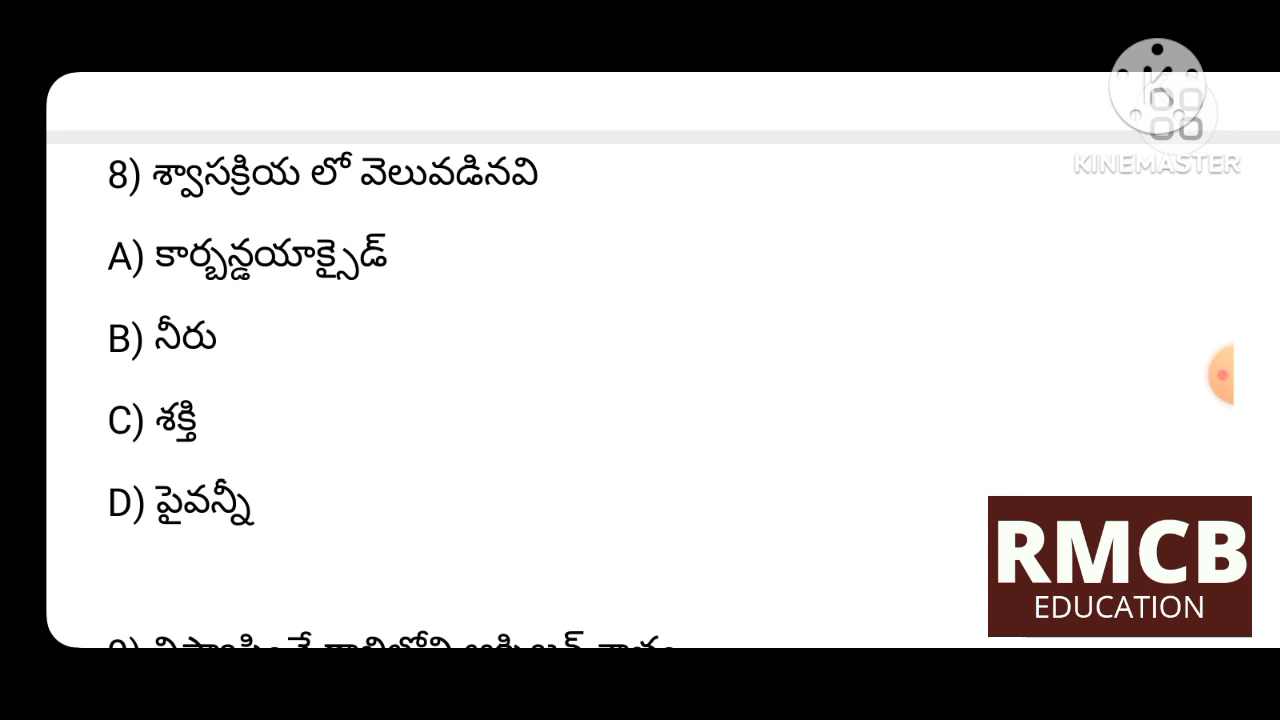 KINEMASTER
8) శ్వాసక్రియ లో వెలువడినవి
A) కార్బన్డయాక్సైడ్
B) నీరు
C) శక్తి
D) పైవన్నీ
RMCB
EDUCATION